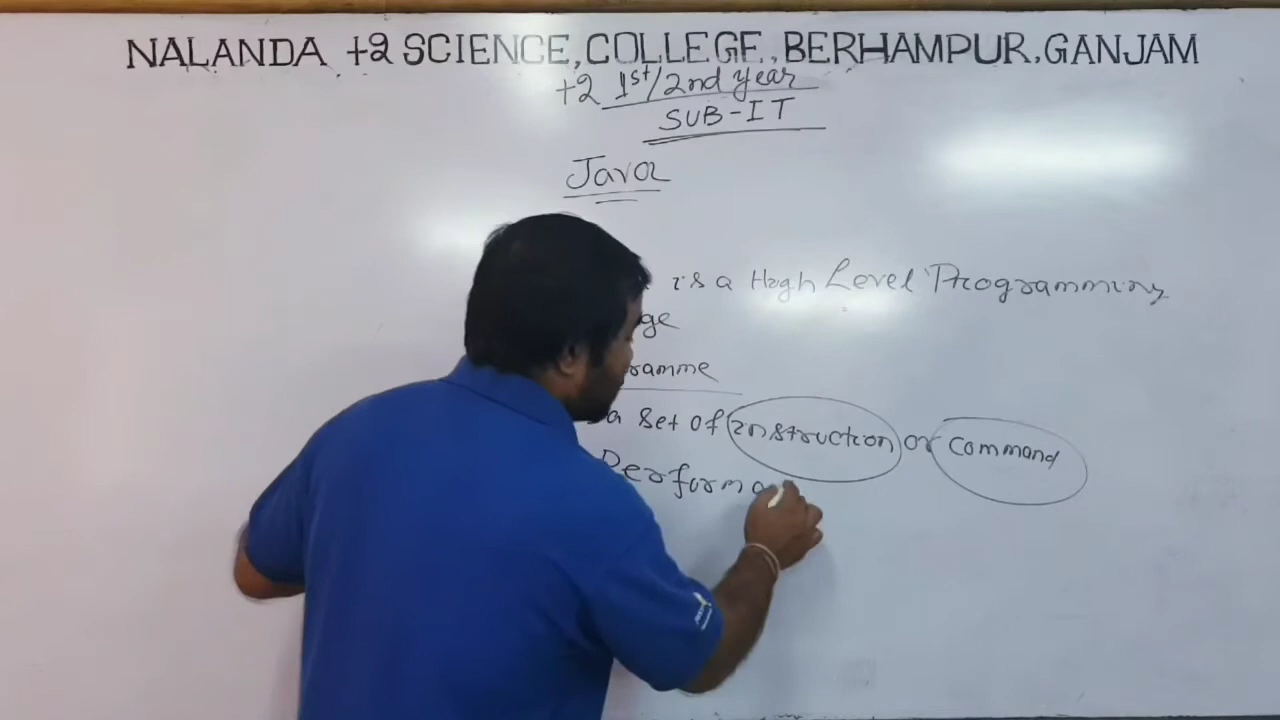 NALANDA +2 SCIENCE, COLLEGE, BERHAMPUR, GANJAM
+2 1st/2nd year
SUB-IT
Java
is a High Level Programming
ge
ramme
a set of instruction or command
Perform a